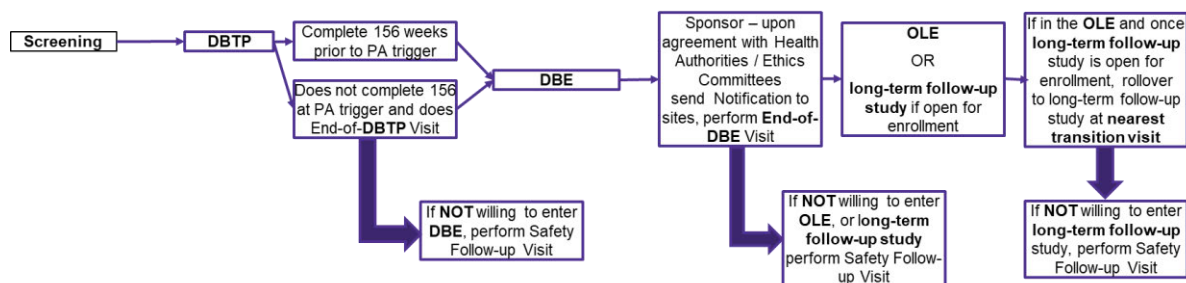 Screening
DBTP
Complete 156 weeks
prior to PA trigger
Does not complete 156
at PA trigger and does
End-of-DBTP Visit
If NOT willing to enter
DBE, perform Safety
Follow-up Visit
DBE
Sponsor – upon
agreement with Health
Authorities / Ethics
Committees
send Notification to
sites, perform End-of-
DBE Visit
If NOT willing to enter
OLE, or long-term
follow-up study
perform Safety Follow-
up Visit
OLE
OR
long-term follow-up
study if open for
enrollment
If in the OLE and once
long-term follow-up
study is open for
enrollment, rollover
to long-term follow-up
study at nearest
transition visit
If NOT willing to enter
long-term follow-up
study, perform Safety
Follow-up Visit